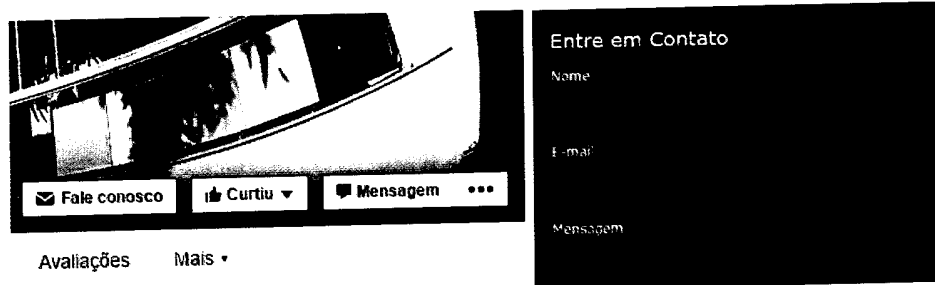 Fale conosco
Curtiu
Mensagem
Avaliações
Mais
Entre em Contato
Nome
E-mail
Mensagem